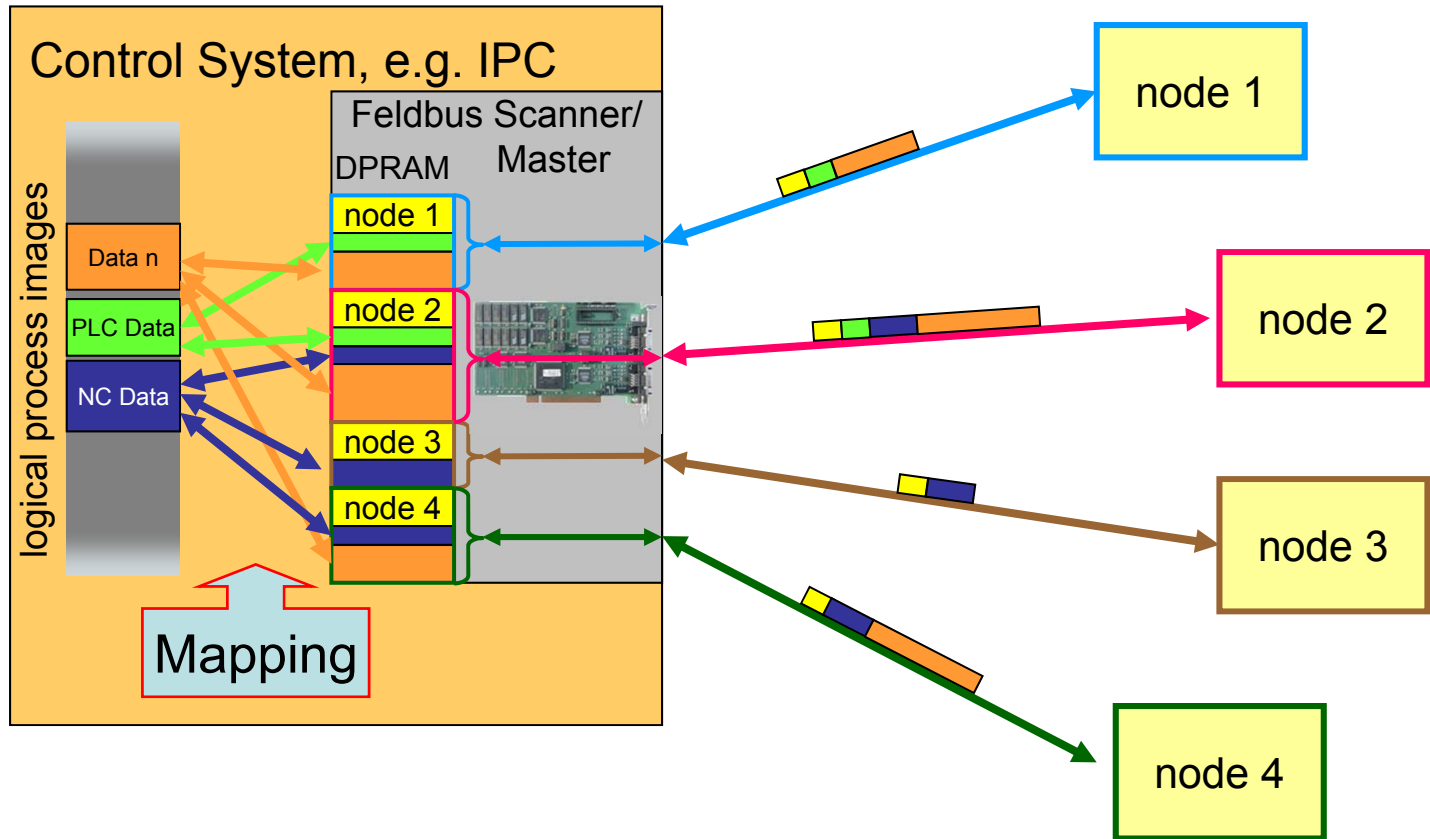 Control System, e.g. IPC
logical process images
Data n
PLC Data
NC Data
Mapping
Feldbus Scanner/
Master
DPRAM
node 1
node 2
node 3
node 4
node 1
node 2
node 3
node 4